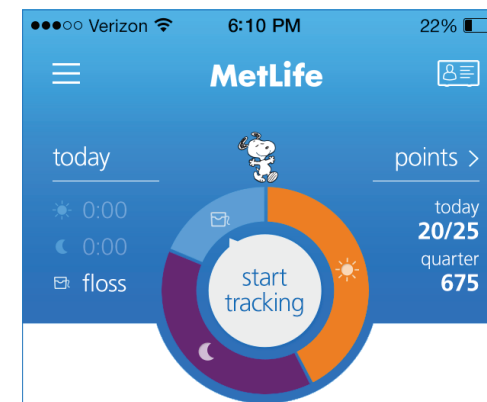 Verizon 6:10 PM 22%
MetLife
today
points >
0:00
0:00
floss
start
tracking
today
20/25
quarter
675